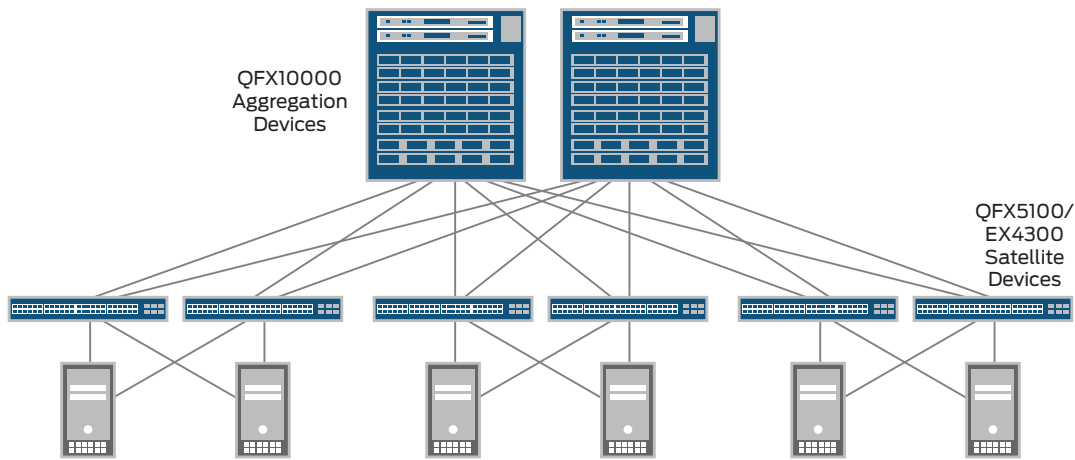 QFX10000
Aggregation
Devices
QFX5100/
EX4300
Satellite
Devices